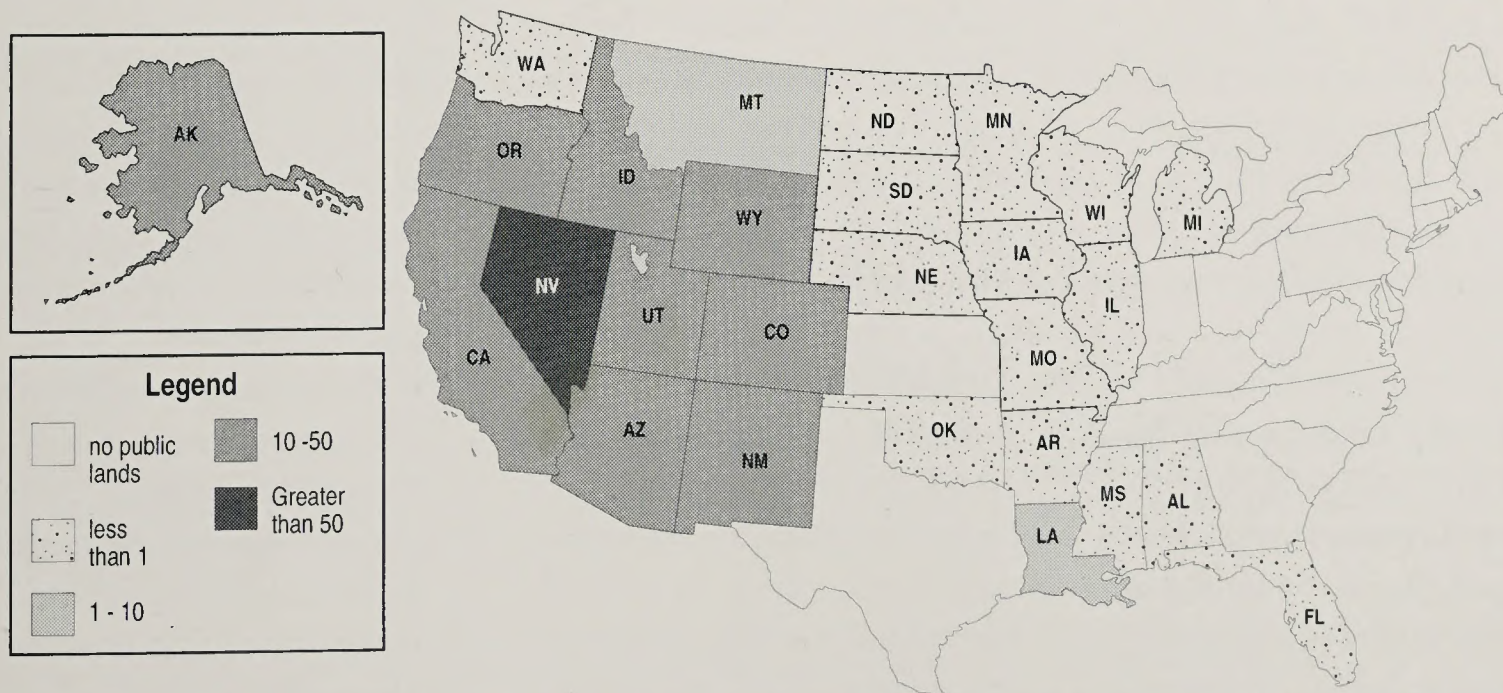 AK
Legend
no public
lands
less
than 1
1 - 10
10 -50
Greater
than 50
WA
MT
ND
MN
OR
ID
SD
WI
MI
WY
NE
IA
NV
UT
CO
IL
CA
MO
AZ
NM
OK
AR
MS
AL
LA
FL